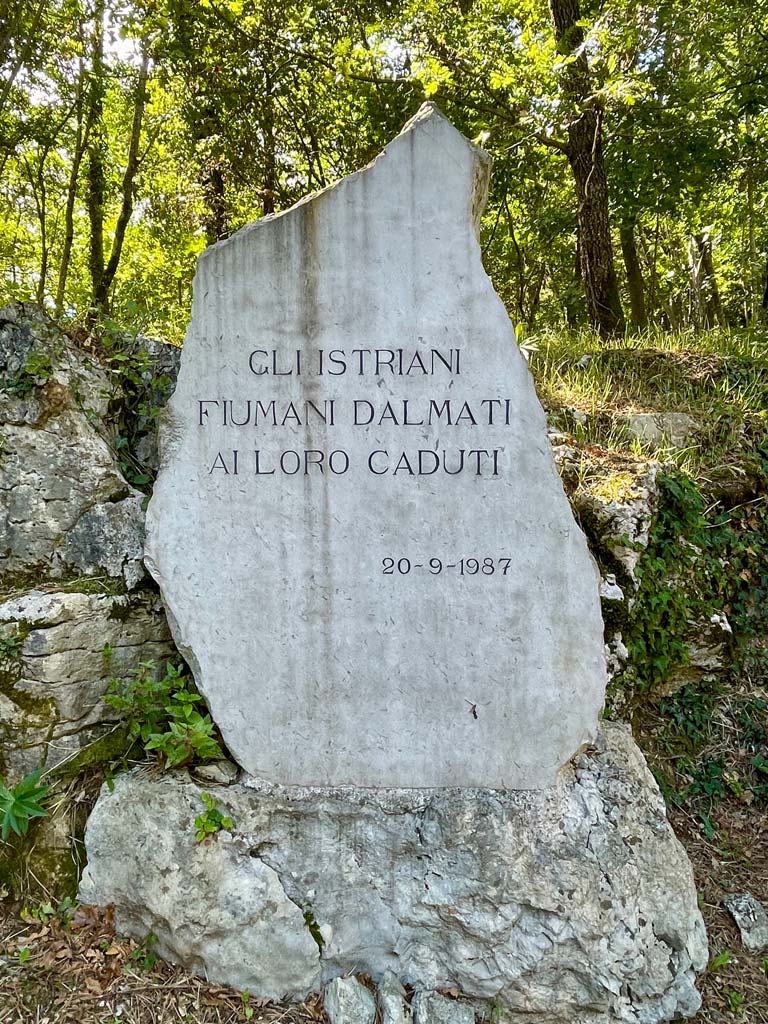 GLI ISTRIANI
FIUMANI DALMATI
AI LORO CADUTI
20-9-1987